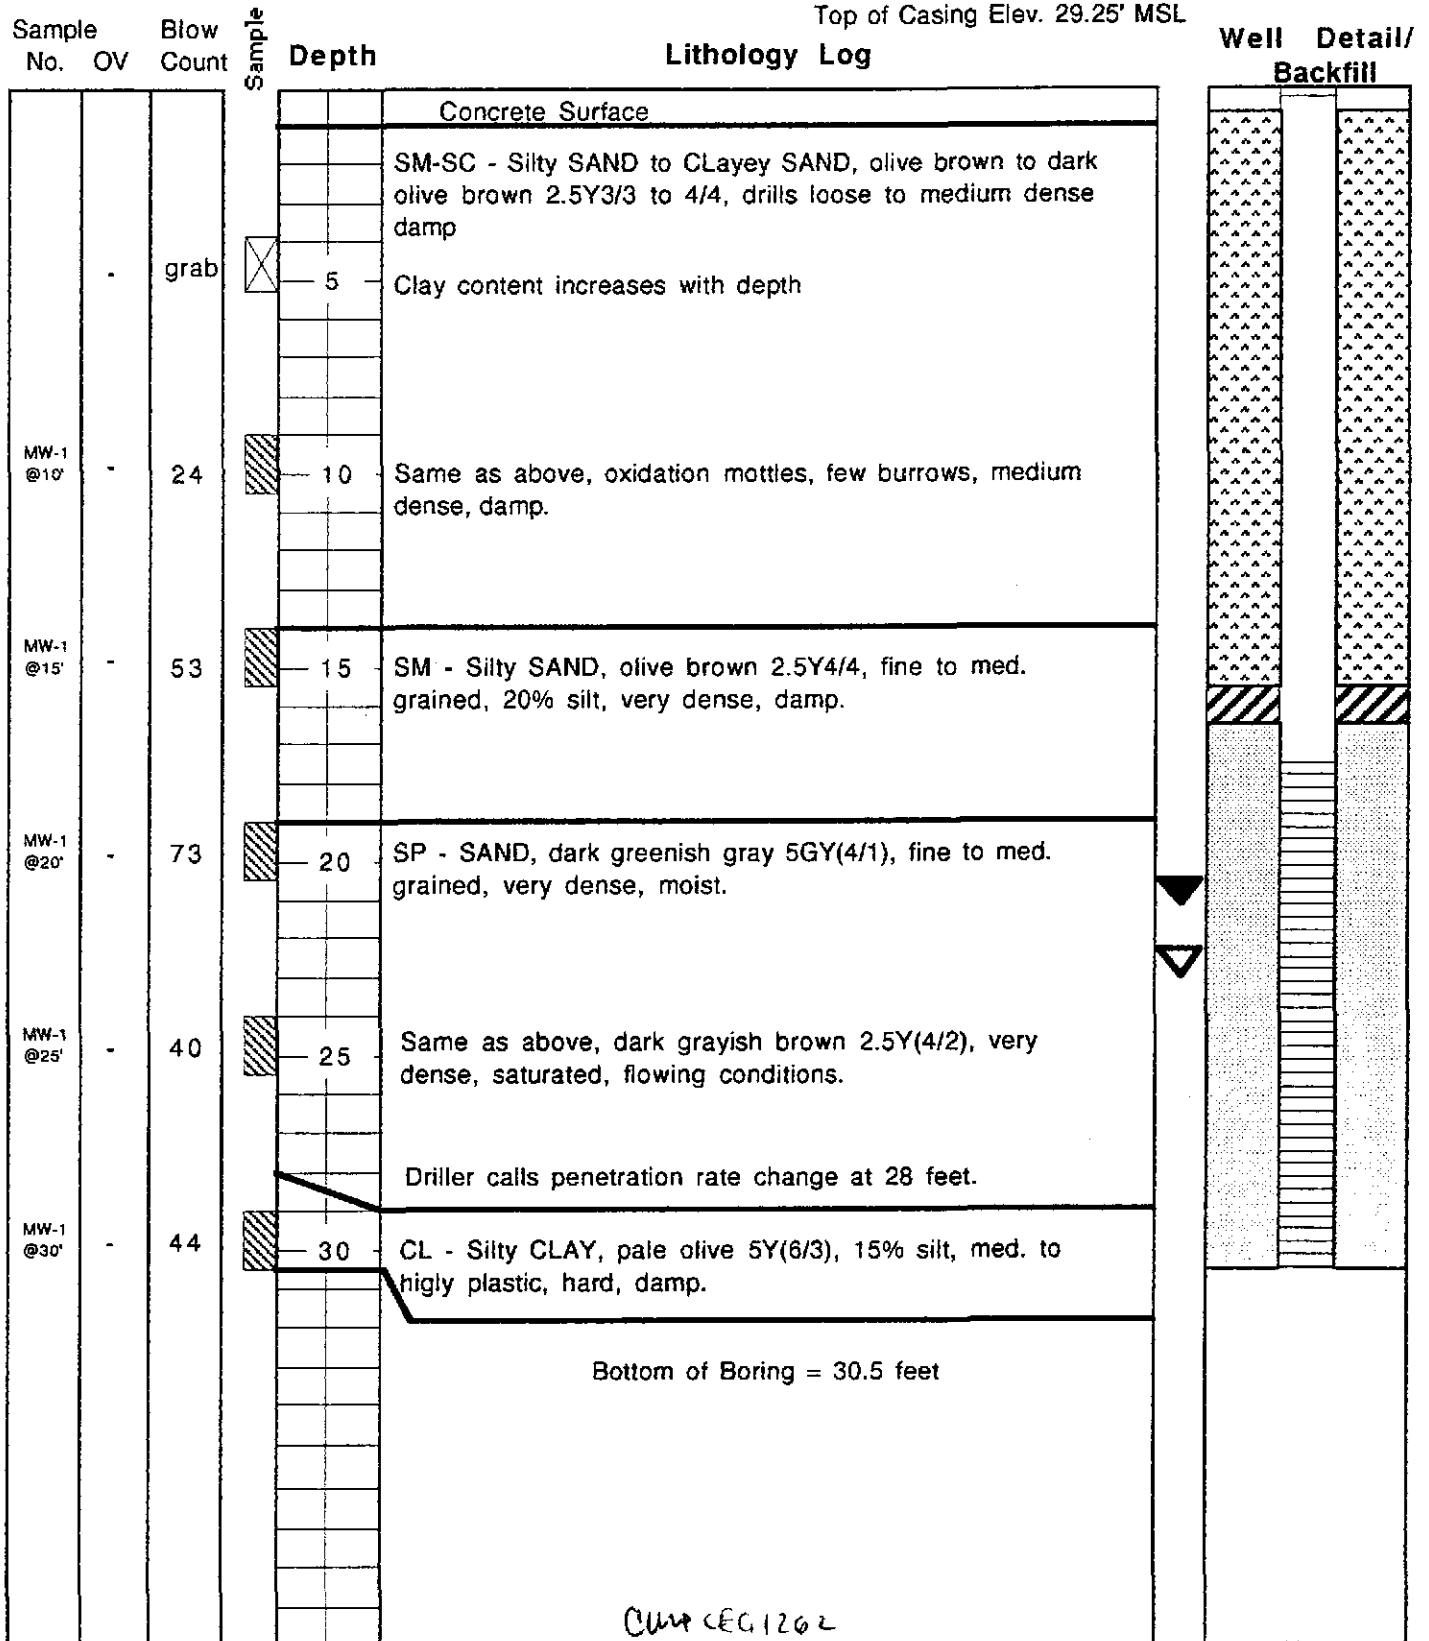 Top of Casing Elev. 29.25' MSL
Sample No.
OV
Blow Count
Sample
Depth
Lithology Log
Well Detail/
Backfill
Concrete Surface
SM-SC - Silty SAND to CLayey SAND, olive brown to dark
olive brown 2.5Y3/3 to 4/4, drills loose to medium dense
damp
- grab
5 Clay content increases with depth
MW-1
@10' - 24
10 Same as above, oxidation mottles, few burrows, medium
dense, damp.
MW-1
@15' - 53
15 SM - Silty SAND, olive brown 2.5Y4/4, fine to med.
grained, 20% silt, very dense, damp.
MW-1
@20' - 73
20 SP - SAND, dark greenish gray 5GY(4/1), fine to med.
grained, very dense, moist.
MW-1
@25' - 40
25 Same as above, dark grayish brown 2.5Y(4/2), very
dense, saturated, flowing conditions.
Driller calls penetration rate change at 28 feet.
MW-1
@30' - 44
30 CL - Silty CLAY, pale olive 5Y(6/3), 15% silt, med. to
higly plastic, hard, damp.
Bottom of Boring = 30.5 feet
CEG1262